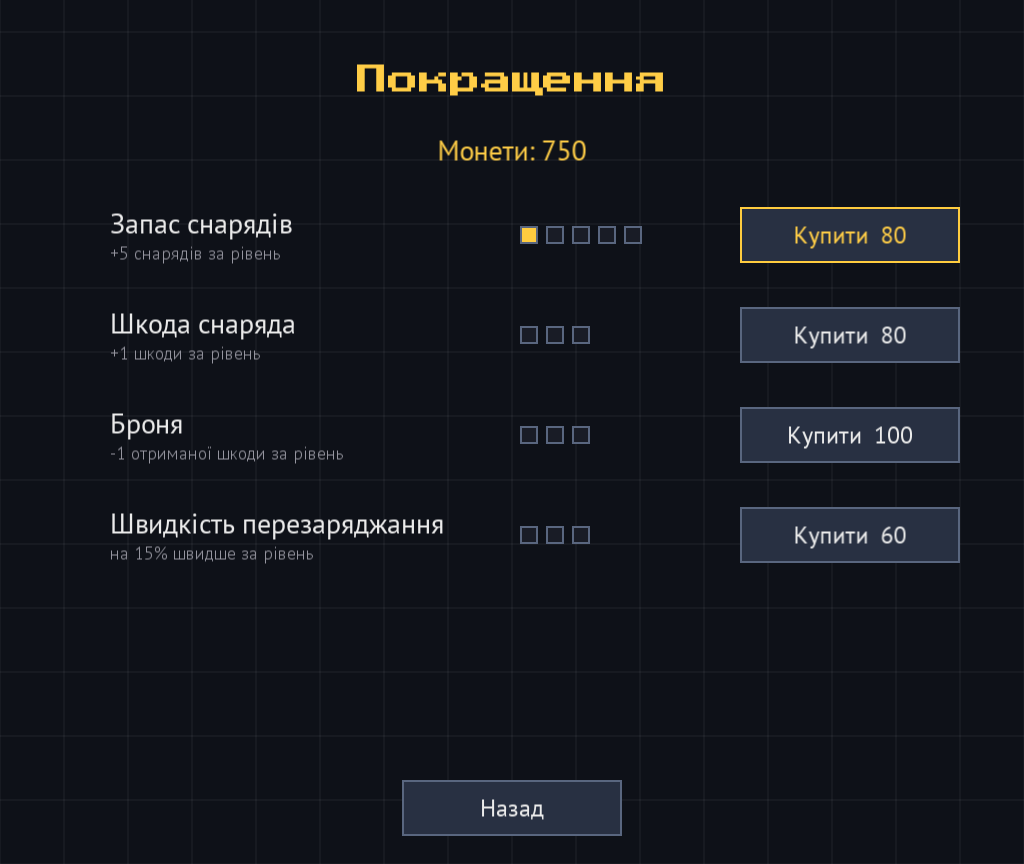 Покращення
Монети: 750
Запас снарядів
+5 снарядів за рівень
Купити 80
Шкода снаряда
+1 шкоди за рівень
Купити 80
Броня
-1 отриманої шкоди за рівень
Купити 100
Швидкість перезаряджання
на 15% швидше за рівень
Купити 60
Назад